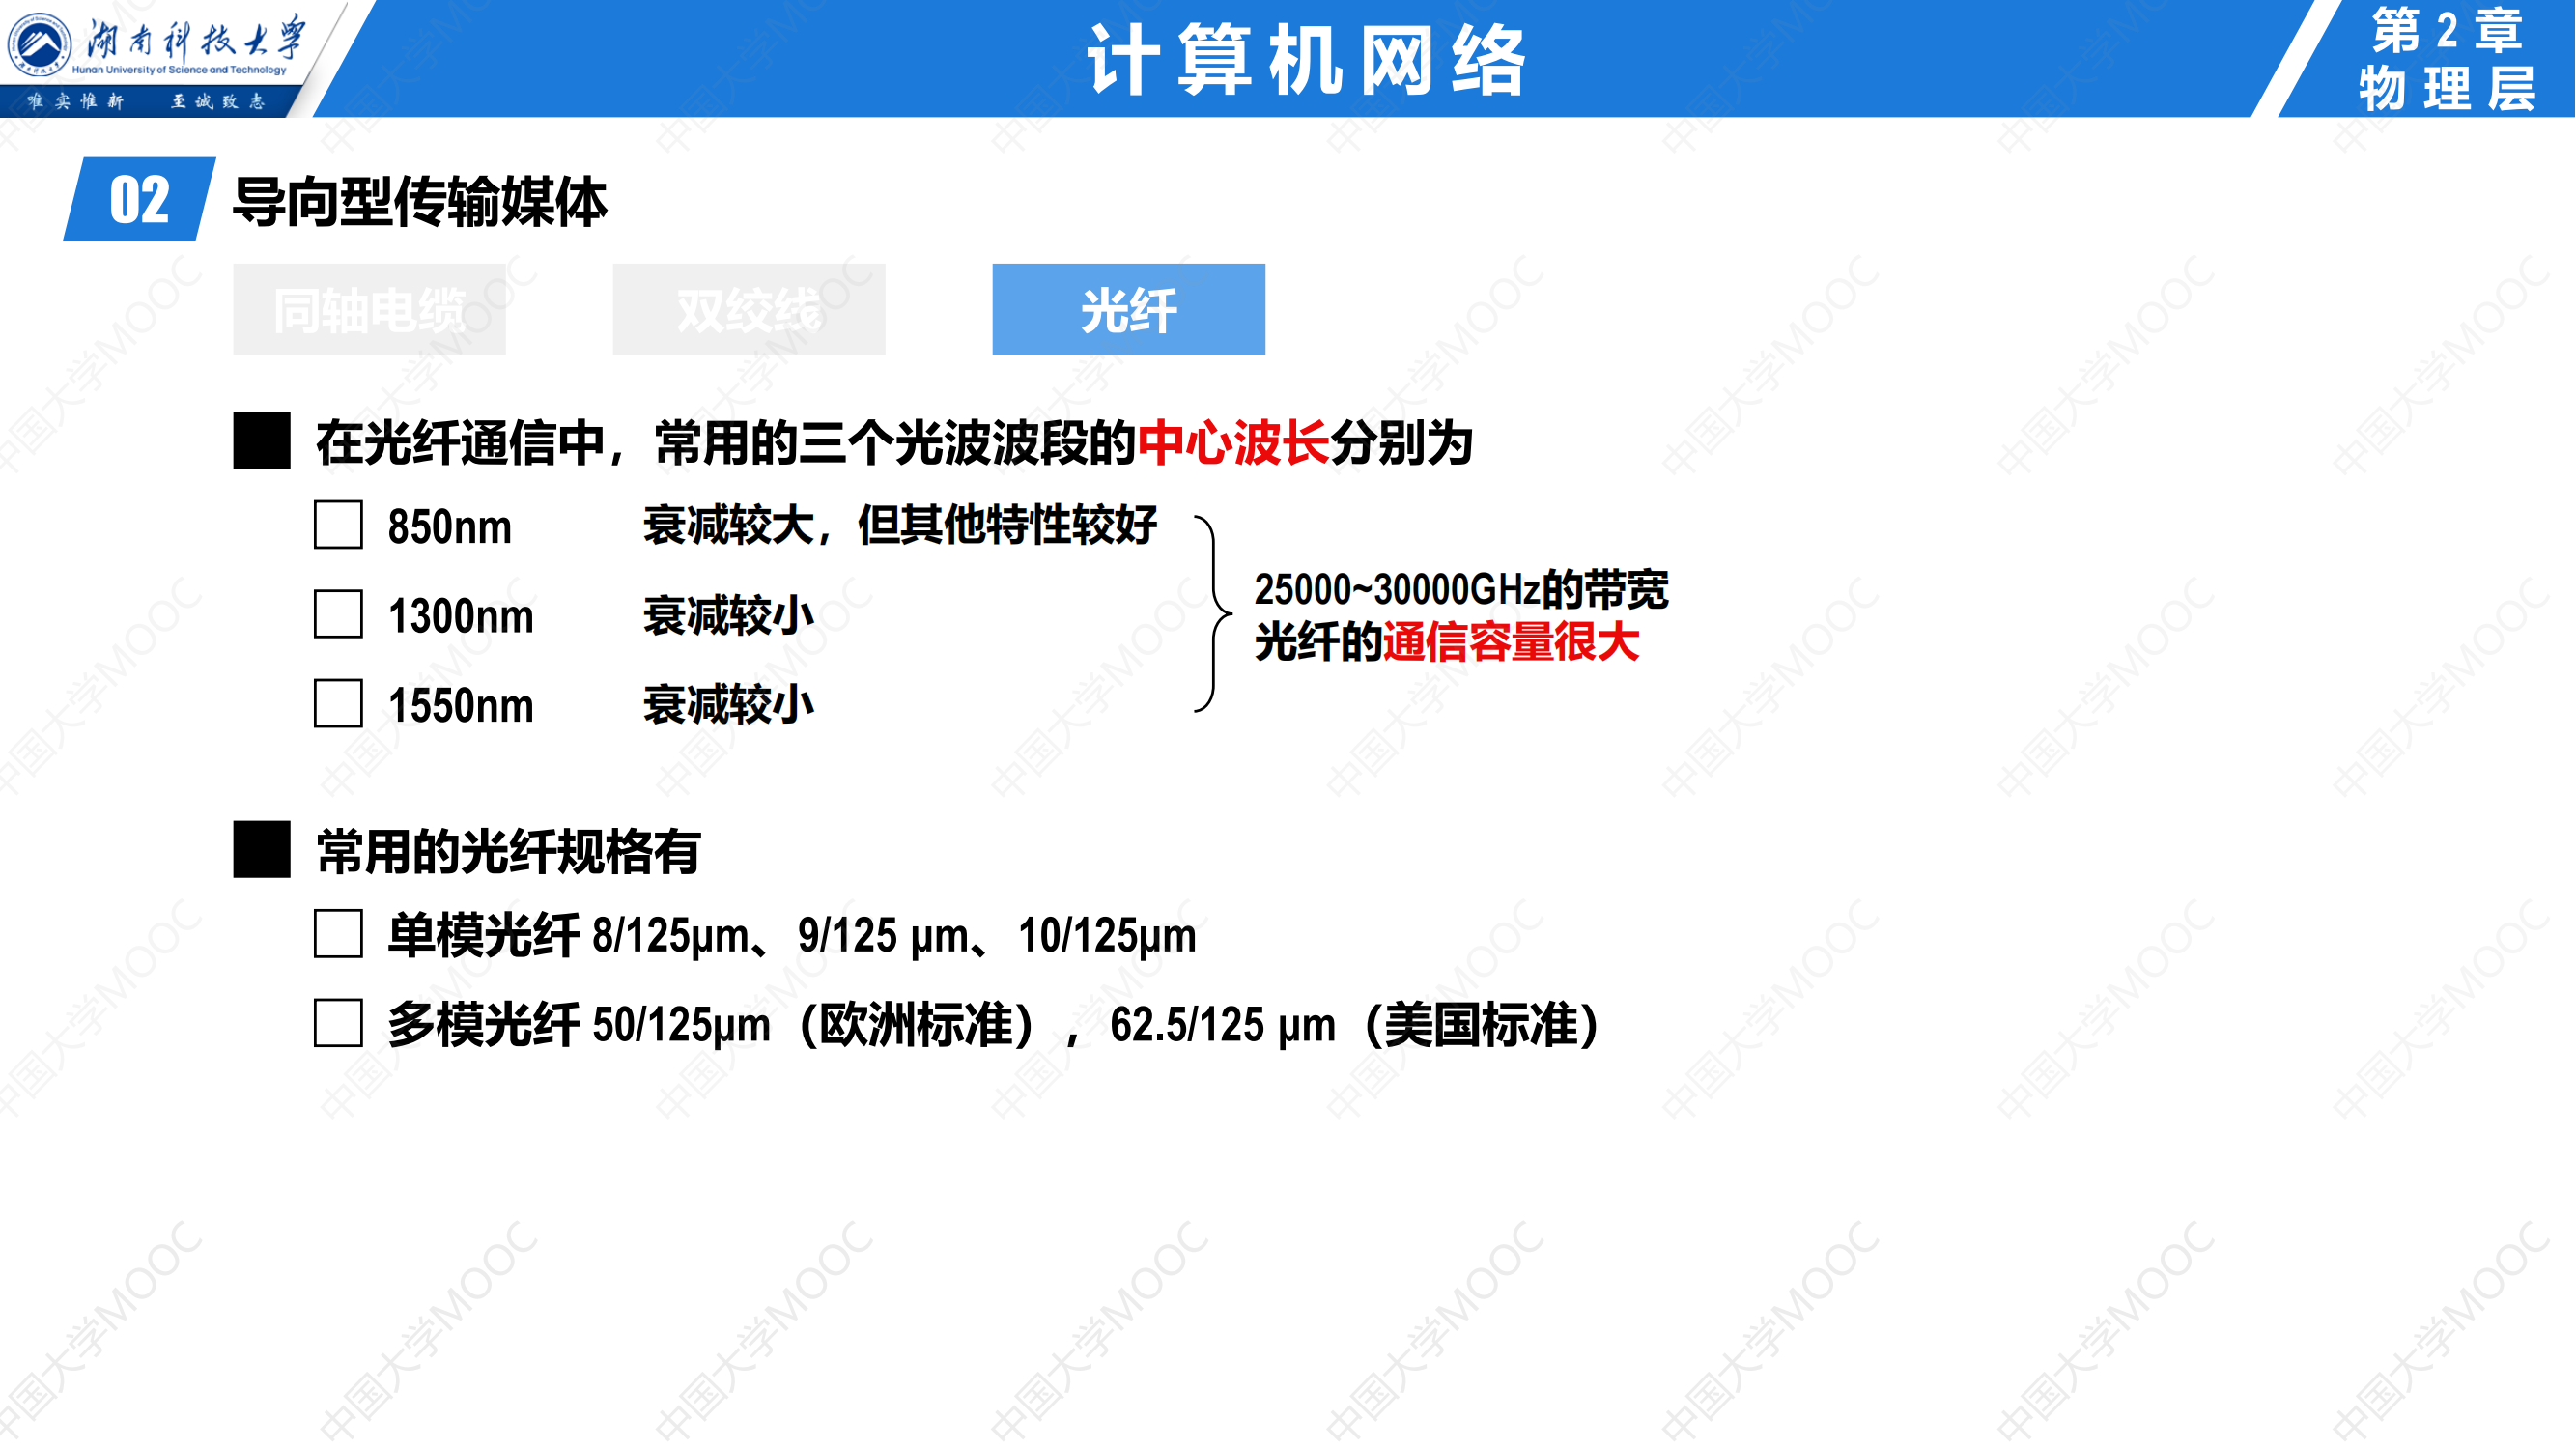 湖南科技大学
Hunan University of Science and Technology
唯实惟新 至诚致志
计算机网络
第2章
物理层
02 导向型传输媒体
同轴电缆 双绞线 光纤
在光纤通信中，常用的三个光波波段的中心波长分别为
850nm 衰减较大，但其他特性较好
1300nm 衰减较小
1550nm 衰减较小
25000~30000GHz的带宽
光纤的通信容量很大
常用的光纤规格有
单模光纤 8/125μm、9/125 μm、10/125μm
多模光纤 50/125μm（欧洲标准），62.5/125 μm（美国标准）
中国大学MOOC